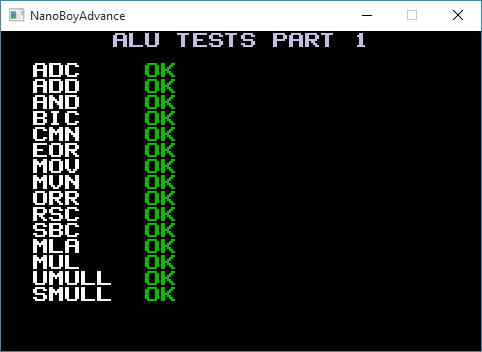 NanoBoyAdvance
ALU TESTS PART 1
ADC OK
ADD OK
AND OK
BIC OK
CMN OK
EOR OK
MOV OK
MVN OK
ORR OK
RSC OK
SBC OK
MLA OK
MUL OK
UMULL OK
SMULL OK